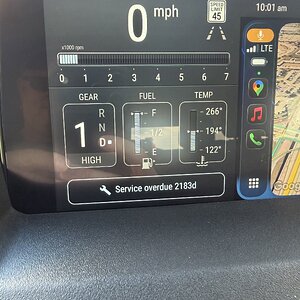 0 mph
SPEED LIMIT 45
10:01 am
LTE
x1000 rpm
0 1 2 3 4 5 6 7
GEAR
FUEL
TEMP
R
N
D
1
HIGH
F
1/2
E
266°
194°
122°
Service overdue 2183d
Google